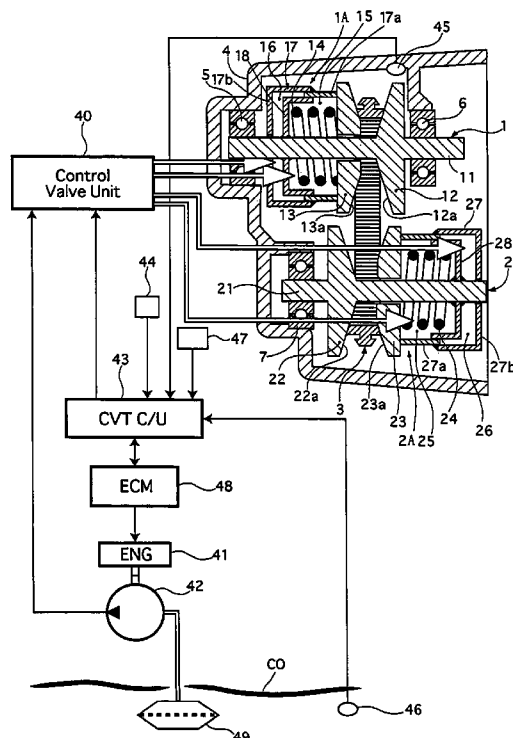 1A 15
16 17 14 17a
18
4
17b
5
45
40
6
1
Control
Valve Unit
11
13
12
13a
12a
27
28
44
21
2
47
43
7
22
22a
3
23a
23
27a
24
27b
2A 25
26
CVT C/U
ECM
48
ENG
41
42
CO
49
46